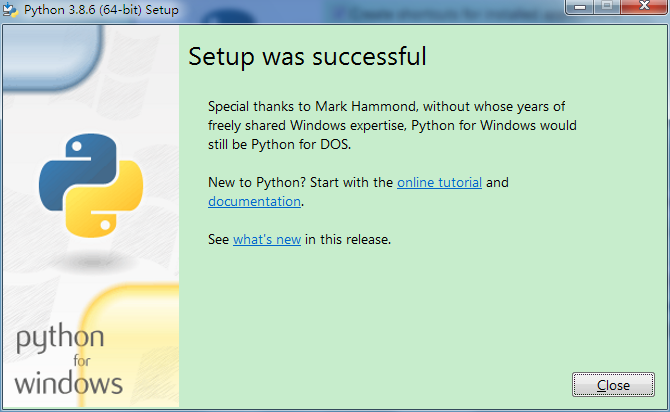 Python 3.8.6 (64-bit) Setup
Setup was successful
Special thanks to Mark Hammond, without whose years of
freely shared Windows expertise, Python for Windows would
still be Python for DOS.
New to Python? Start with the online tutorial and
documentation.
See what's new in this release.
python
for
windows
Close